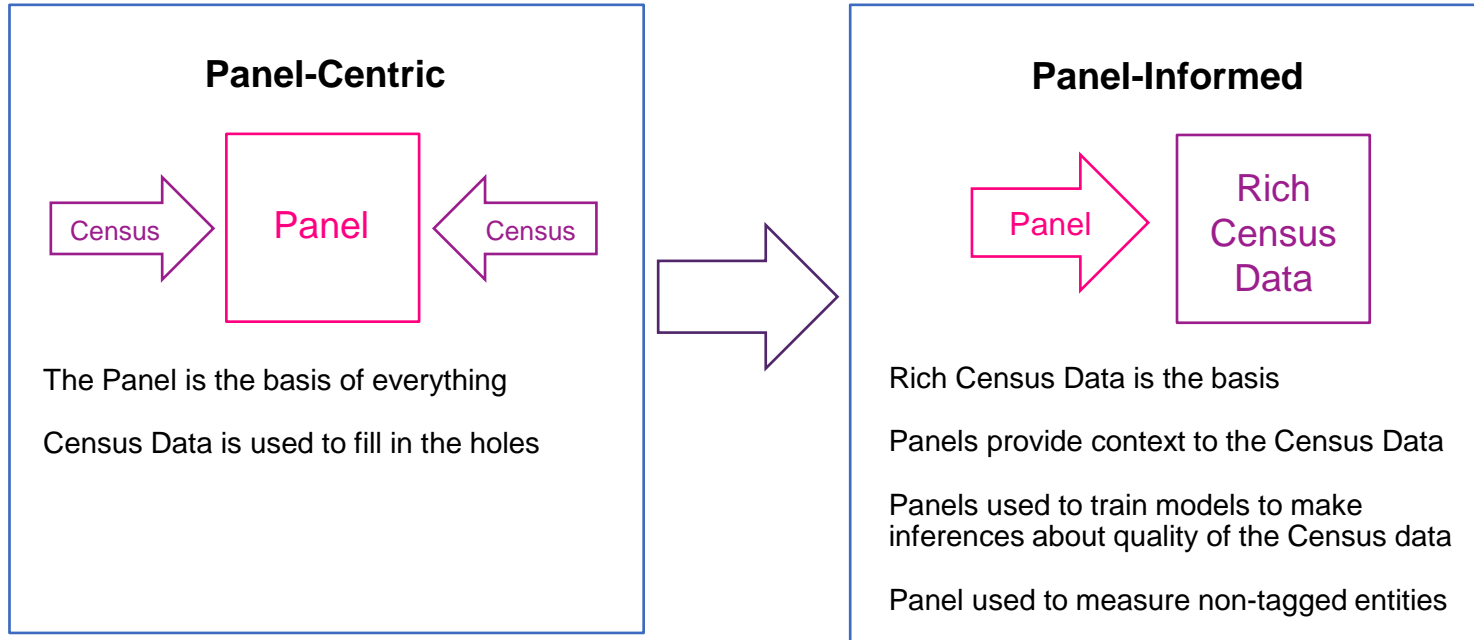 Panel-Centric
Census
Panel
Census
The Panel is the basis of everything
Census Data is used to fill in the holes
Panel-Informed
Panel
Rich
Census
Data
Rich Census Data is the basis
Panels provide context to the Census Data
Panels used to train models to make
inferences about quality of the Census data
Panel used to measure non-tagged entities